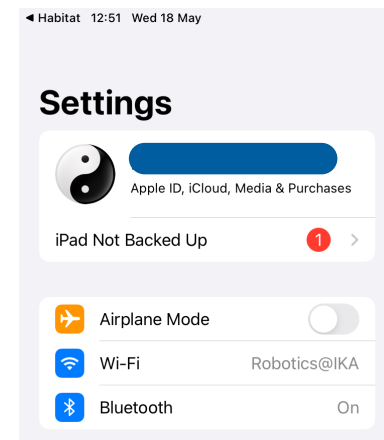 ◀ Habitat 12:51 Wed 18 May
Settings
Apple ID, iCloud, Media & Purchases
iPad Not Backed Up 1
Airplane Mode
Wi-Fi Robotics@IKA
Bluetooth On